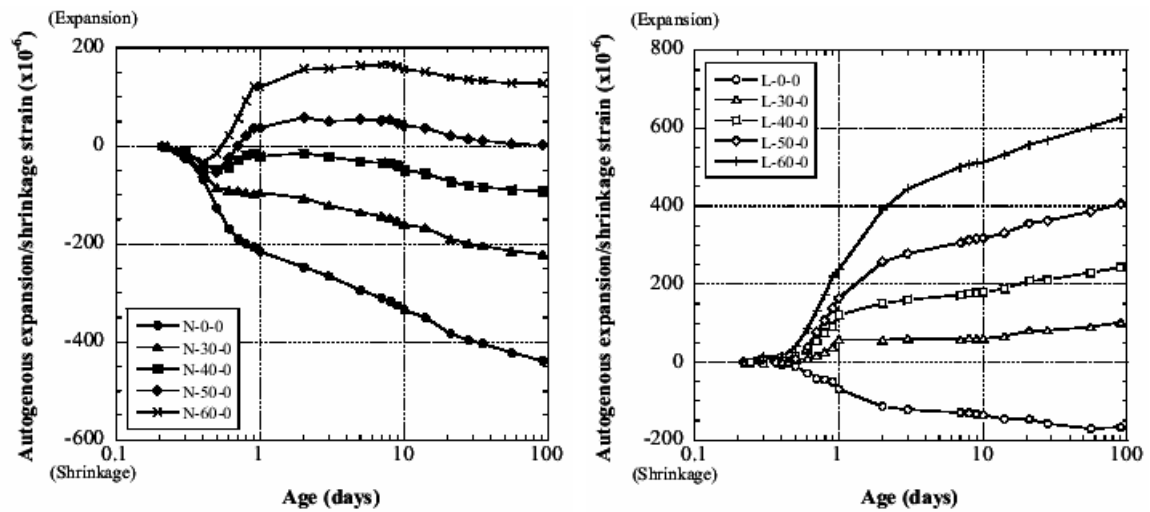 (Expansion)
200
0
-200
-400
-600
Autogenous expansion/shrinkage strain (x10⁻⁶)
N-0-0
N-30-0
N-40-0
N-50-0
N-60-0
0.1
1
10
100
(Shrinkage)
Age (days)
(Expansion)
800
600
400
200
0
-200
Autogenous expansion/shrinkage strain (x10⁻⁶)
L-0-0
L-30-0
L-40-0
L-50-0
L-60-0
0.1
1
10
100
(Shrinkage)
Age (days)